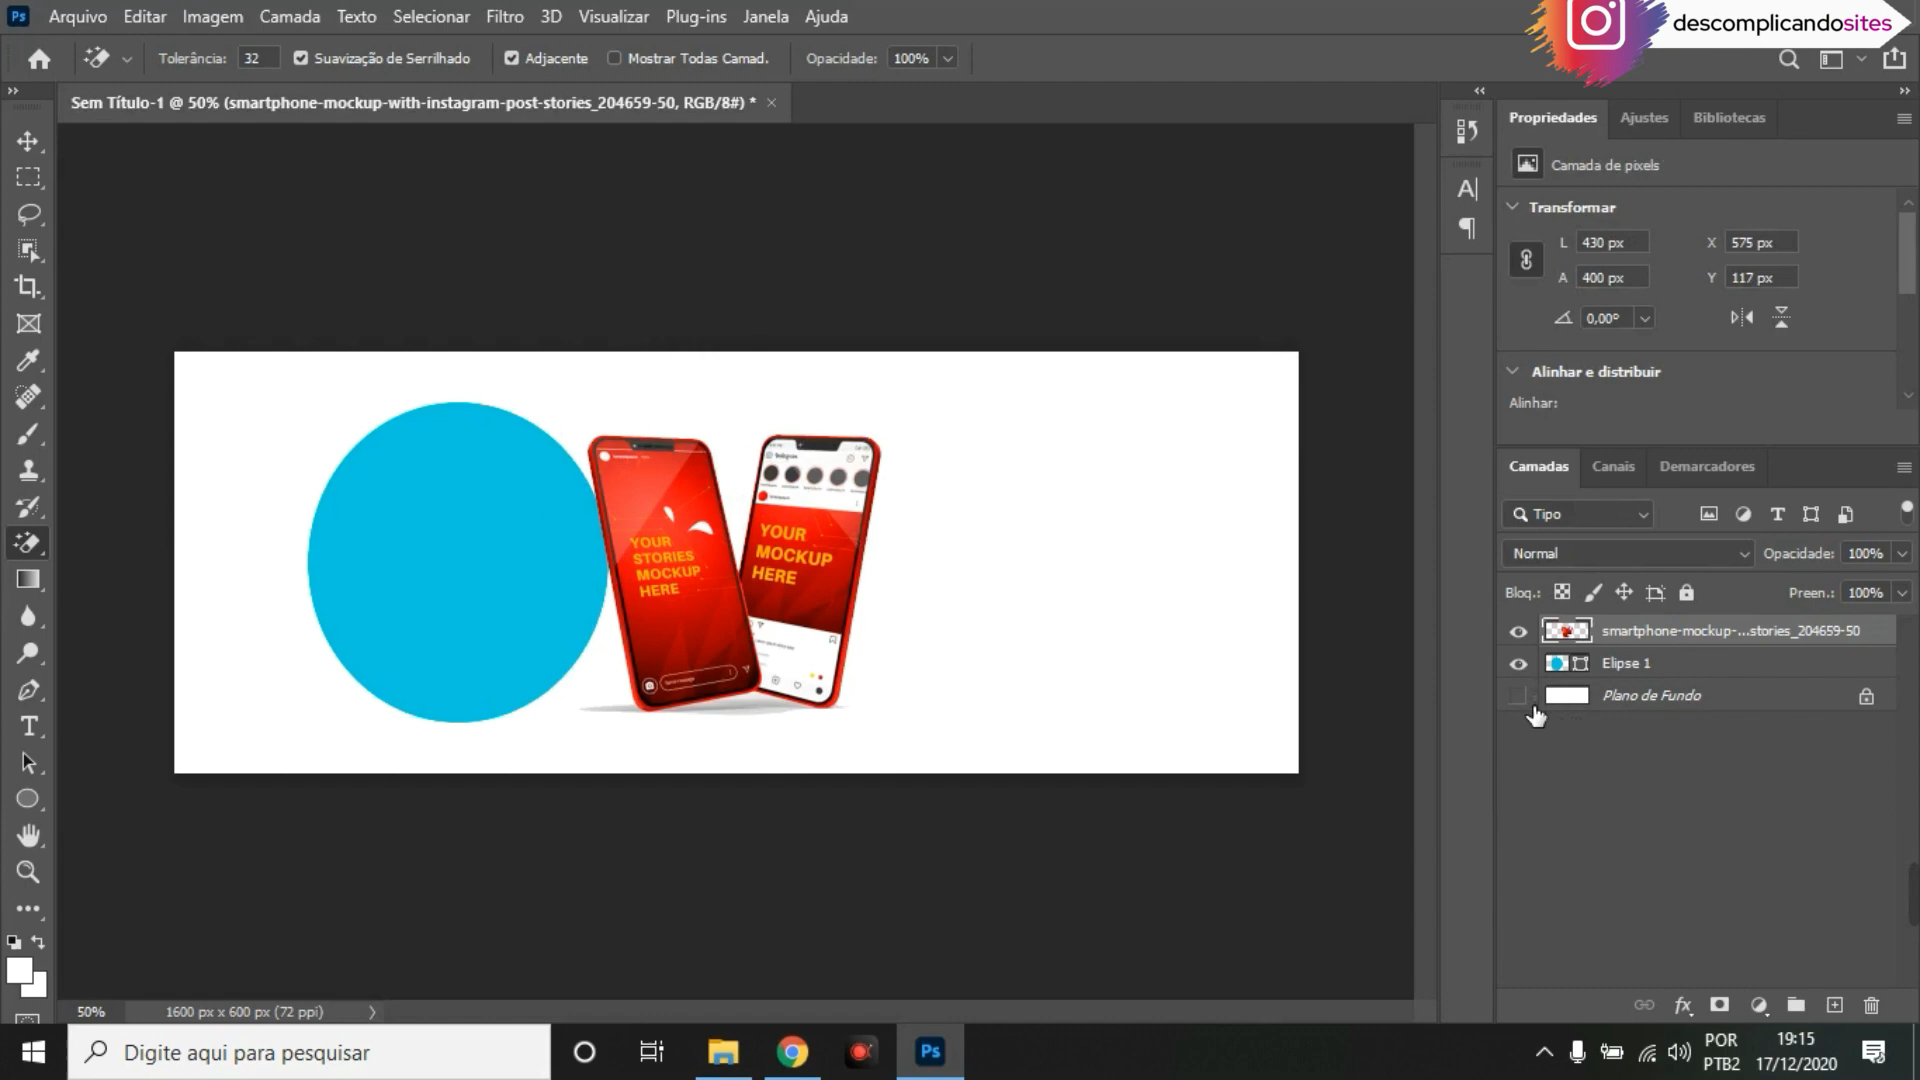 Ps Arquivo Editar Imagem Camada Texto Selecionar Filtro 3D Visualizar Plug-ins Janela Ajuda
descomplicandosites
Tolerância: 32 Suavização de Serrilhado Adjacente Mostrar Todas Camad. Opacidade: 100%
Sem Título-1 @ 50% (smartphone-mockup-with-instagram-post-stories_204659-50, RGB/8#) *
Propriedades Ajustes Bibliotecas
Camada de pixels
Transformar
L 430 px X 575 px
A 400 px Y 117 px
0,00º
Alinhar e distribuir
Alinhar:
YOUR
STORIES
MOCKUP
HERE
Instagram
YOUR
MOCKUP
HERE
Camadas Canais Demarcadores
Tipo
Normal Opacidade: 100%
Bloq.: Preen.: 100%
smartphone-mockup-...stories_204659-50
Elipse 1
Plano de Fundo
50% 1600 px x 600 px (72 ppi)
Digite aqui para pesquisar
Ps
POR
PTB2
19:15
17/12/2020